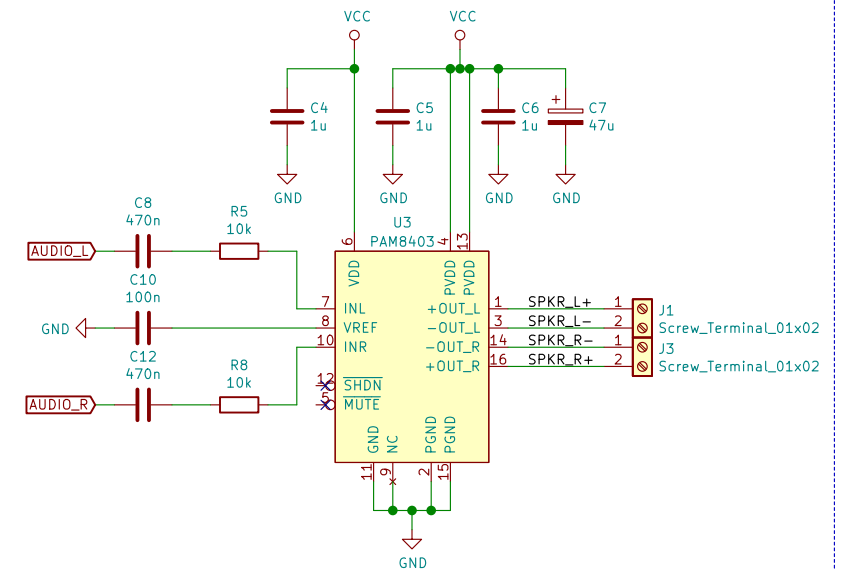 VCC
VCC
C4
1u
C5
1u
C6
1u
+
C7
47u
GND
GND
GND
GND
C8
470n
R5
10k
U3
PAM8403
6
4
13
AUDIO_L
VDD
PVDD
PVDD
C10
100n
7
INL
+OUT_L
1
SPKR_L+
1
J1
GND
8
VREF
-OUT_L
3
SPKR_L-
2
Screw_Terminal_01x02
10
INR
-OUT_R
14
SPKR_R-
1
J3
C12
470n
R8
10k
+OUT_R
16
SPKR_R+
2
Screw_Terminal_01x02
12
SHDN
AUDIO_R
5
MUTE
GND
NC
PGND
PGND
11
9
2
15
GND